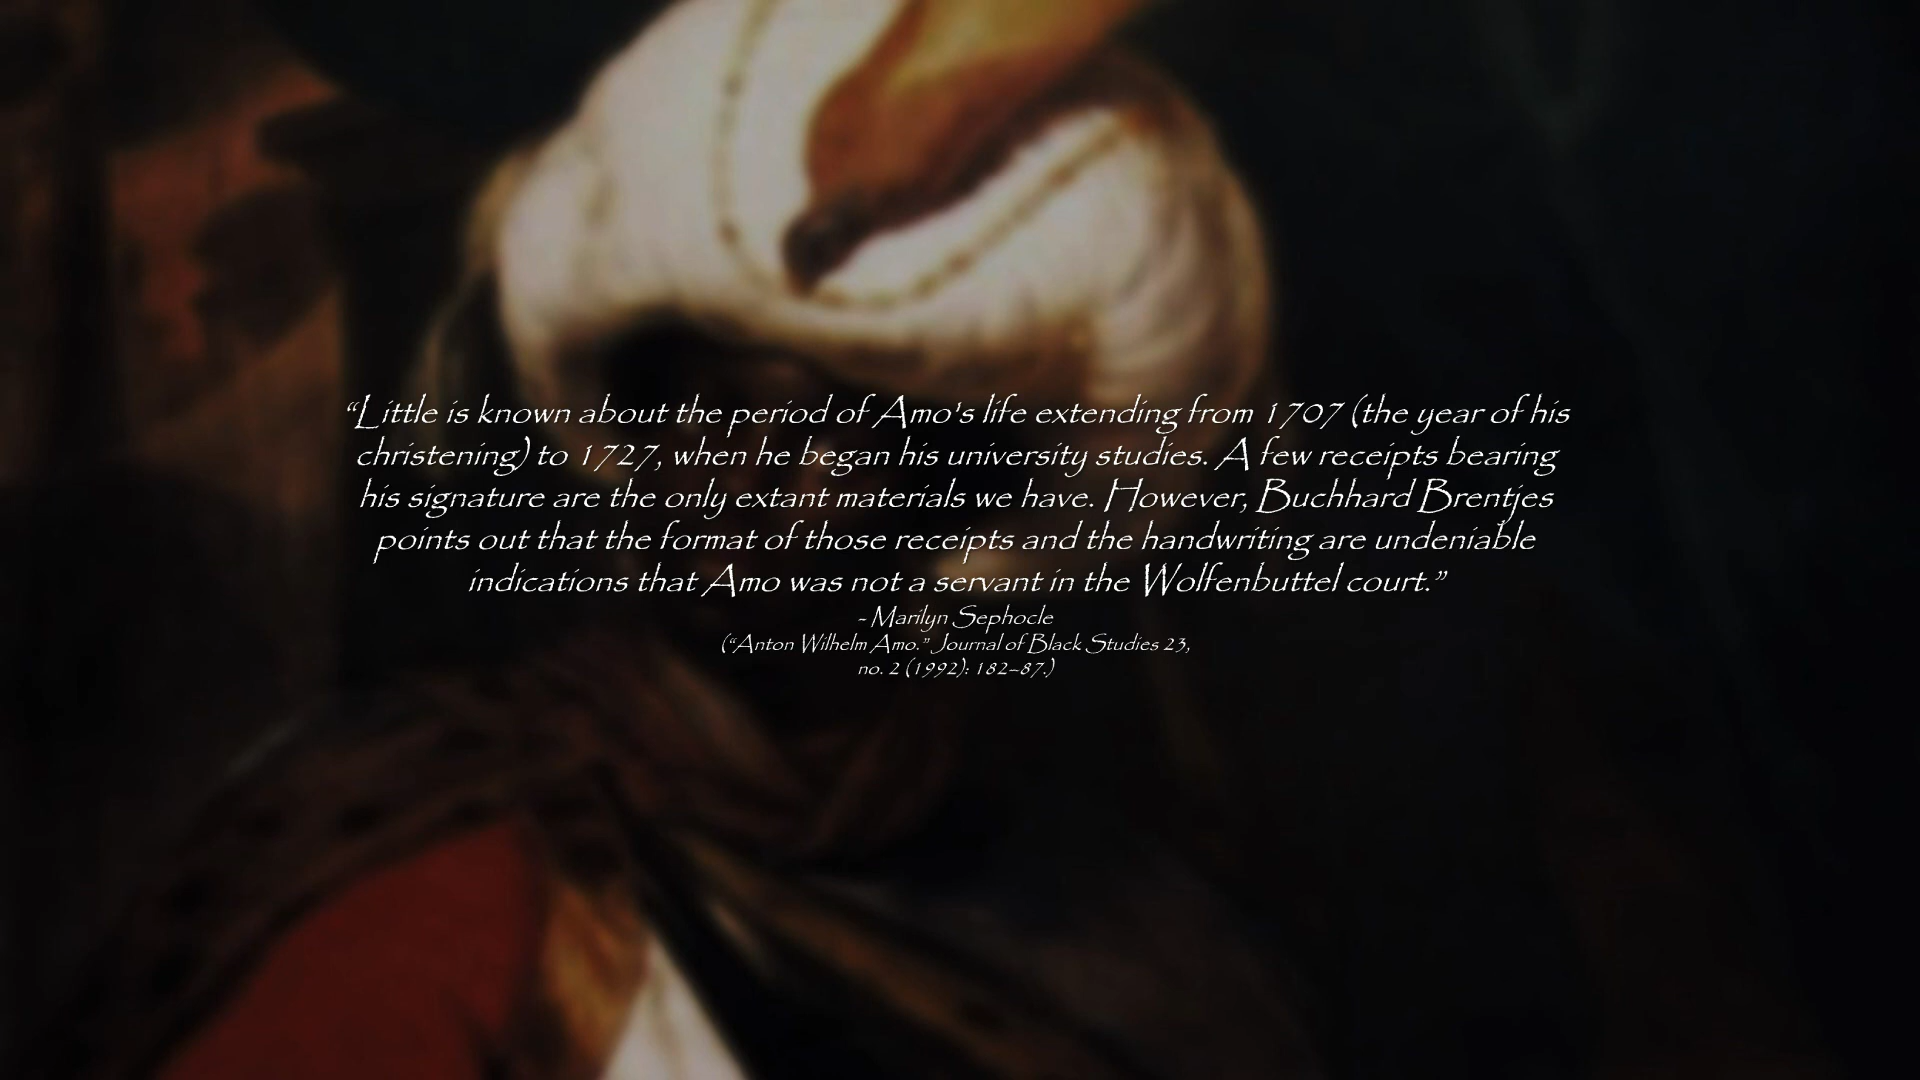 “Little is known about the period of Amo's life extending from 1707 (the year of his
christening) to 1727, when he began his university studies. A few receipts bearing
his signature are the only extant materials we have. However, Buchhard Brentjes
points out that the format of those receipts and the handwriting are undeniable
indications that Amo was not a servant in the Wolfenbuttel court.”
- Marilyn Sephocle
(“Anton Wilhelm Amo.” Journal of Black Studies 23,
no. 2 (1992): 182–87.)